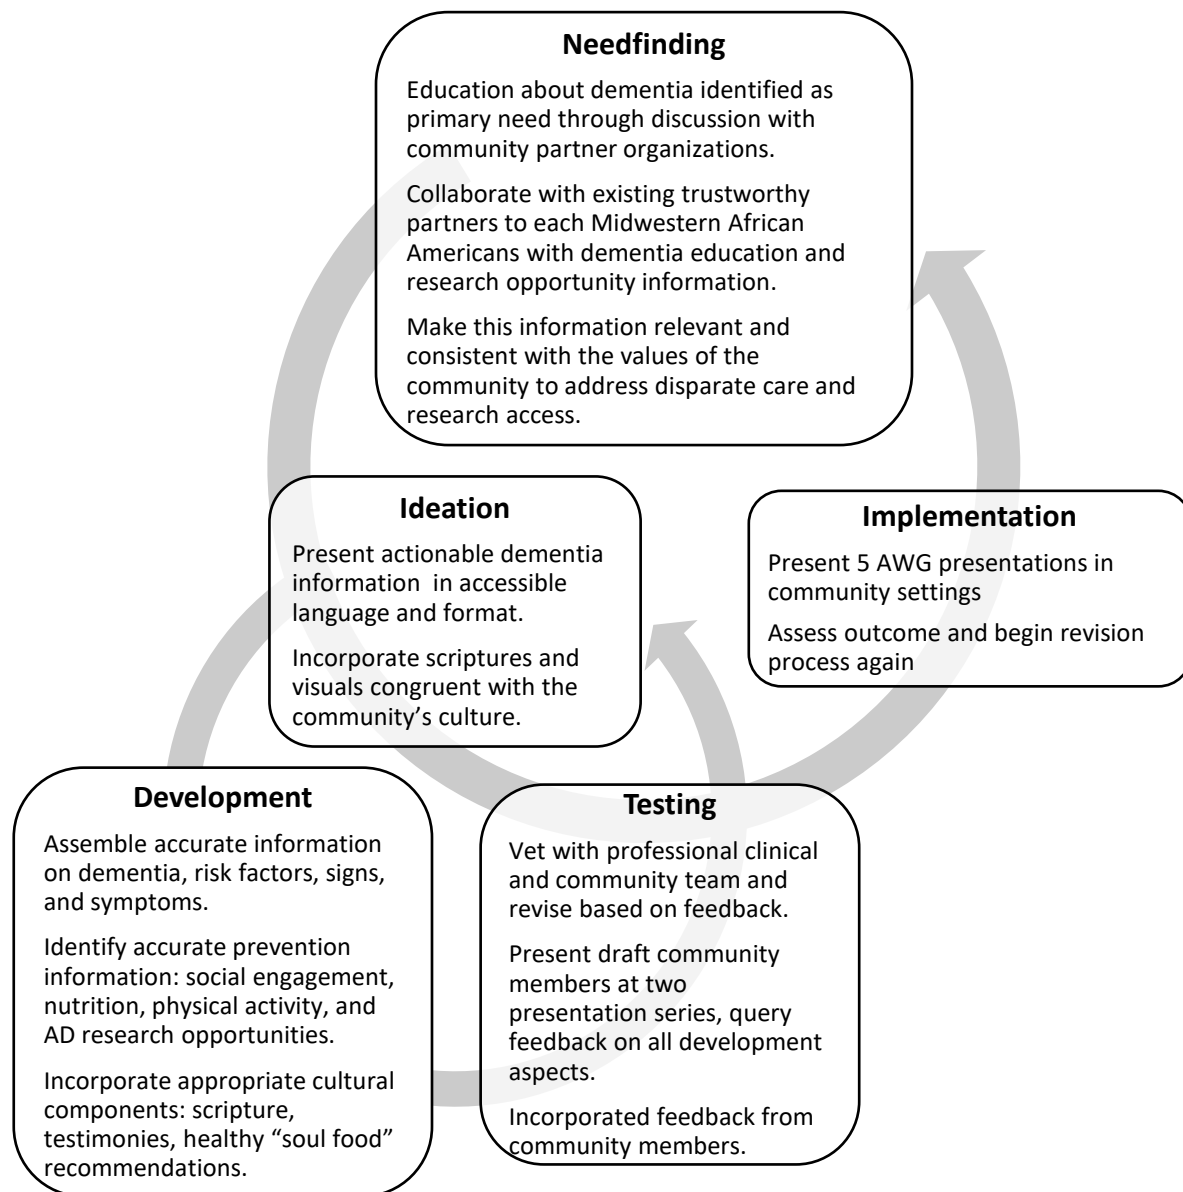 Needfinding
Education about dementia identified as
primary need through discussion with
community partner organizations.
Collaborate with existing trustworthy
partners to each Midwestern African
Americans with dementia education and
research opportunity information.
Make this information relevant and
consistent with the values of the
community to address disparate care and
research access.
Ideation
Present actionable dementia
information  in accessible
language and format.
Incorporate scriptures and
visuals congruent with the
community’s culture.
Implementation
Present 5 AWG presentations in
community settings
Assess outcome and begin revision
process again
Development
Assemble accurate information
on dementia, risk factors, signs,
and symptoms.
Identify accurate prevention
information: social engagement,
nutrition, physical activity, and
AD research opportunities.
Incorporate appropriate cultural
components: scripture,
testimonies, healthy “soul food”
recommendations.
Testing
Vet with professional clinical
and community team and
revise based on feedback.
Present draft community
members at two
presentation series, query
feedback on all development
aspects.
Incorporated feedback from
community members.